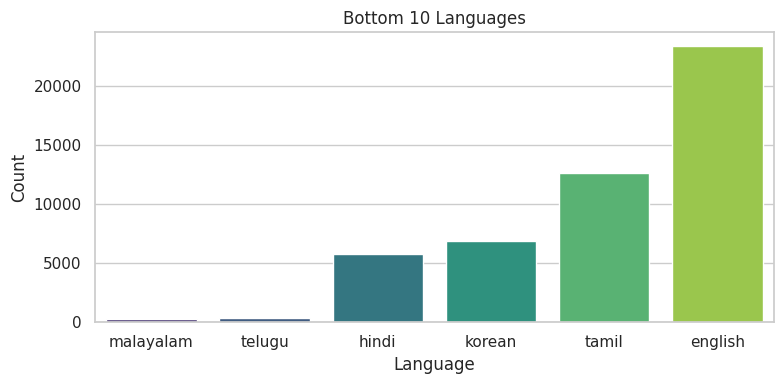 Bottom 10 Languages
Count
20000
15000
10000
5000
0
malayalam telugu hindi korean tamil english
Language